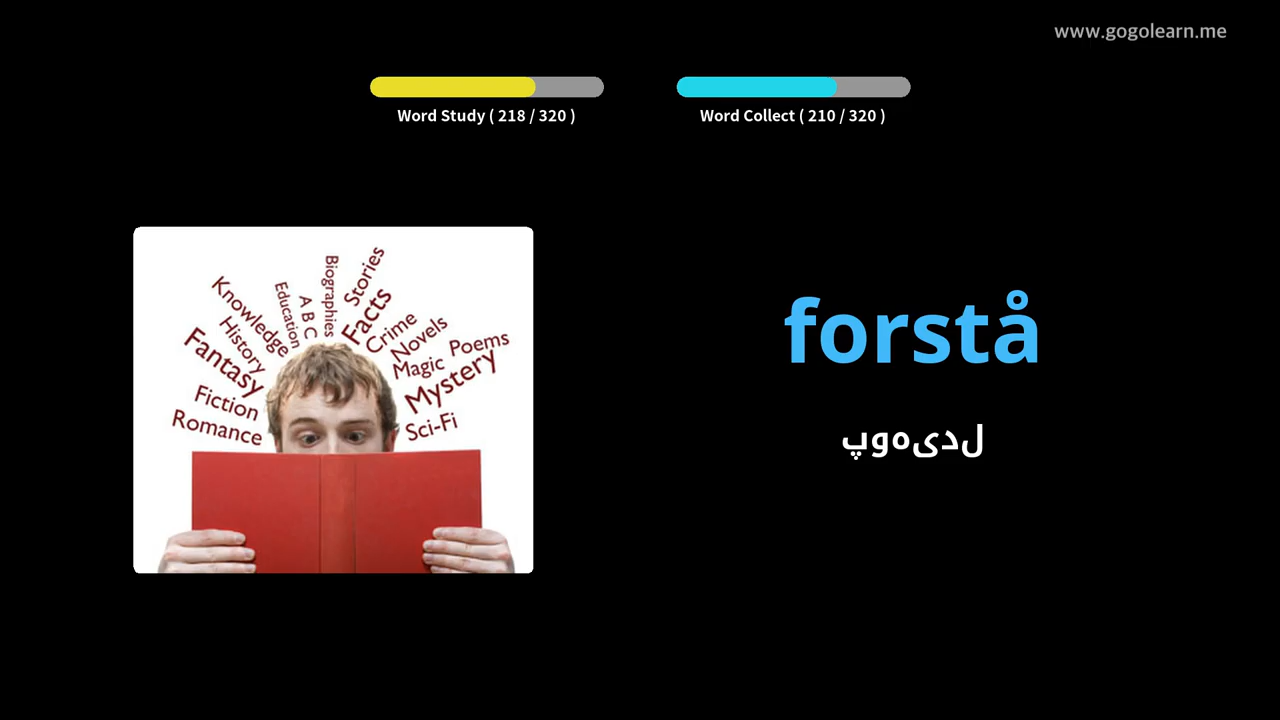 www.gogolearn.me
Word Study ( 218 / 320 )
Word Collect ( 210 / 320 )
Biographies
Stories
Education
A B C
Facts
Knowledge
Crime
History
Novels
Poems
Fantasy
Magic
Mystery
Fiction
Romance
Sci-Fi
forstå
لدیهوپ